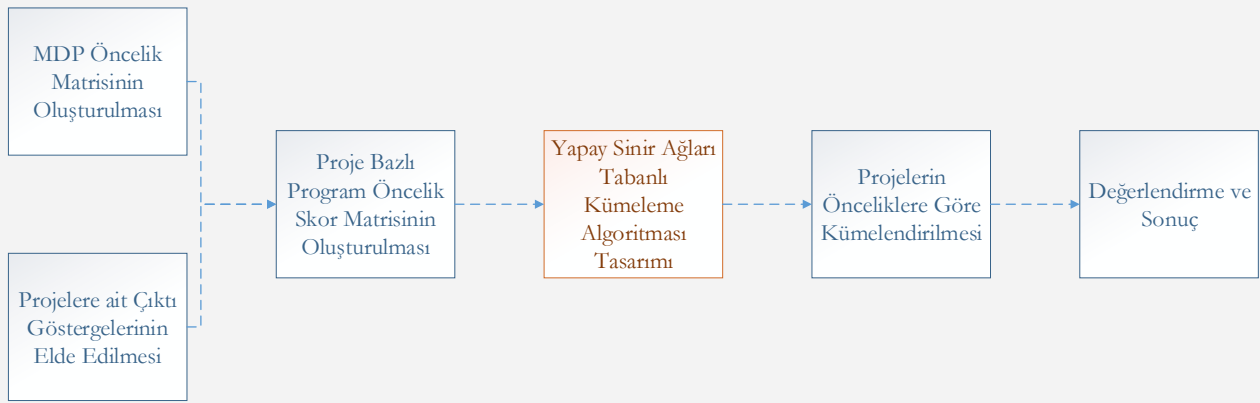 MDP Öncelik
Matrisinin
Oluşturulması
Projelere ait Çıktı
Göstergelerinin
Elde Edilmesi
Proje Bazlı
Program Öncelik
Skor Matrisinin
Oluşturulması
Yapay Sinir Ağları
Tabanlı
Kümeleme
Algoritması
Tasarımı
Projelerin
Önceliklere Göre
Kümelendirilmesi
Değerlendirme ve
Sonuç